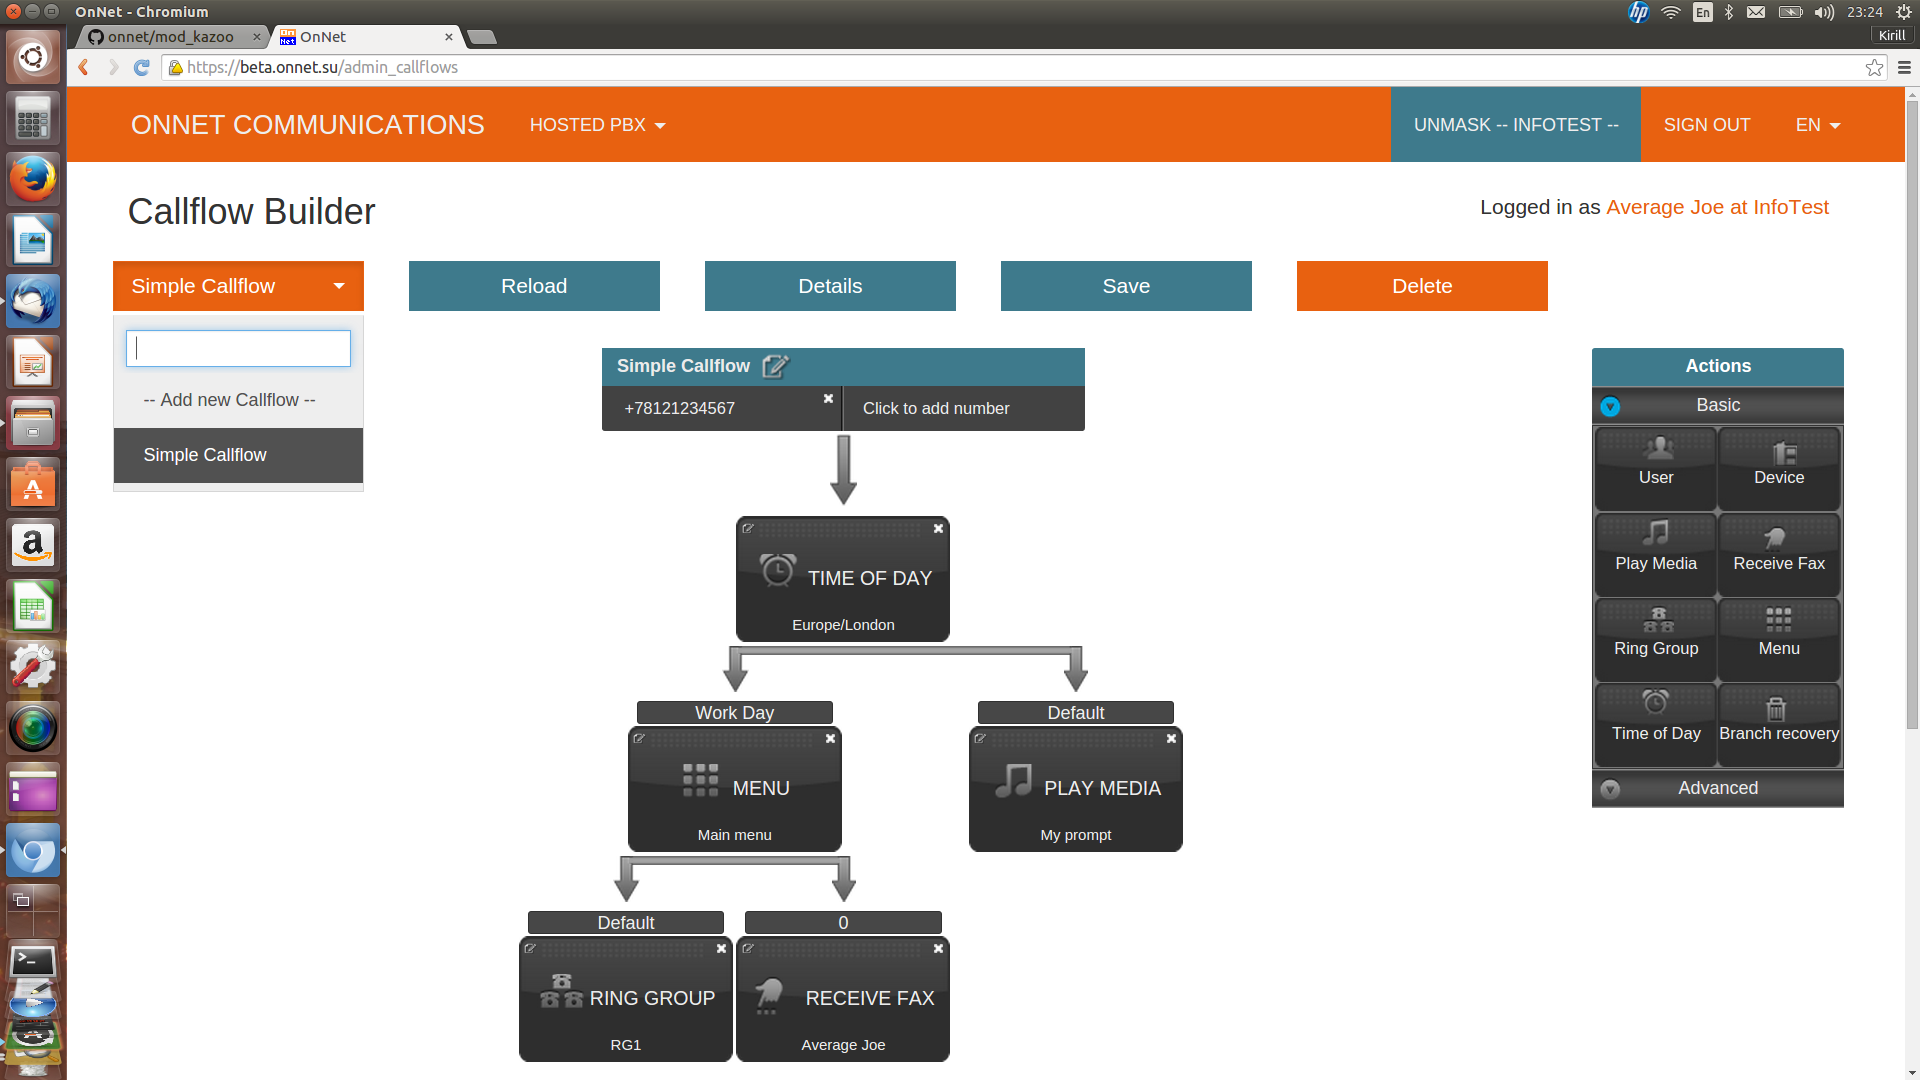 OnNet - Chromium
En
23:24
onnet/mod_kazoo
OnNet
Kirill
https://beta.onnet.su/admin_callflows
ONNET COMMUNICATIONS
HOSTED PBX
UNMASK -- INFOTEST --
SIGN OUT
EN
Callflow Builder
Logged in as Average Joe at InfoTest
Simple Callflow
Reload
Details
Save
Delete
-- Add new Callflow --
Simple Callflow
Simple Callflow
+78121234567
Click to add number
TIME OF DAY
Europe/London
Work Day
MENU
Main menu
Default
PLAY MEDIA
My prompt
Default
RING GROUP
RG1
0
RECEIVE FAX
Average Joe
Actions
Basic
User
Device
Play Media
Receive Fax
Ring Group
Menu
Time of Day
Branch recovery
Advanced